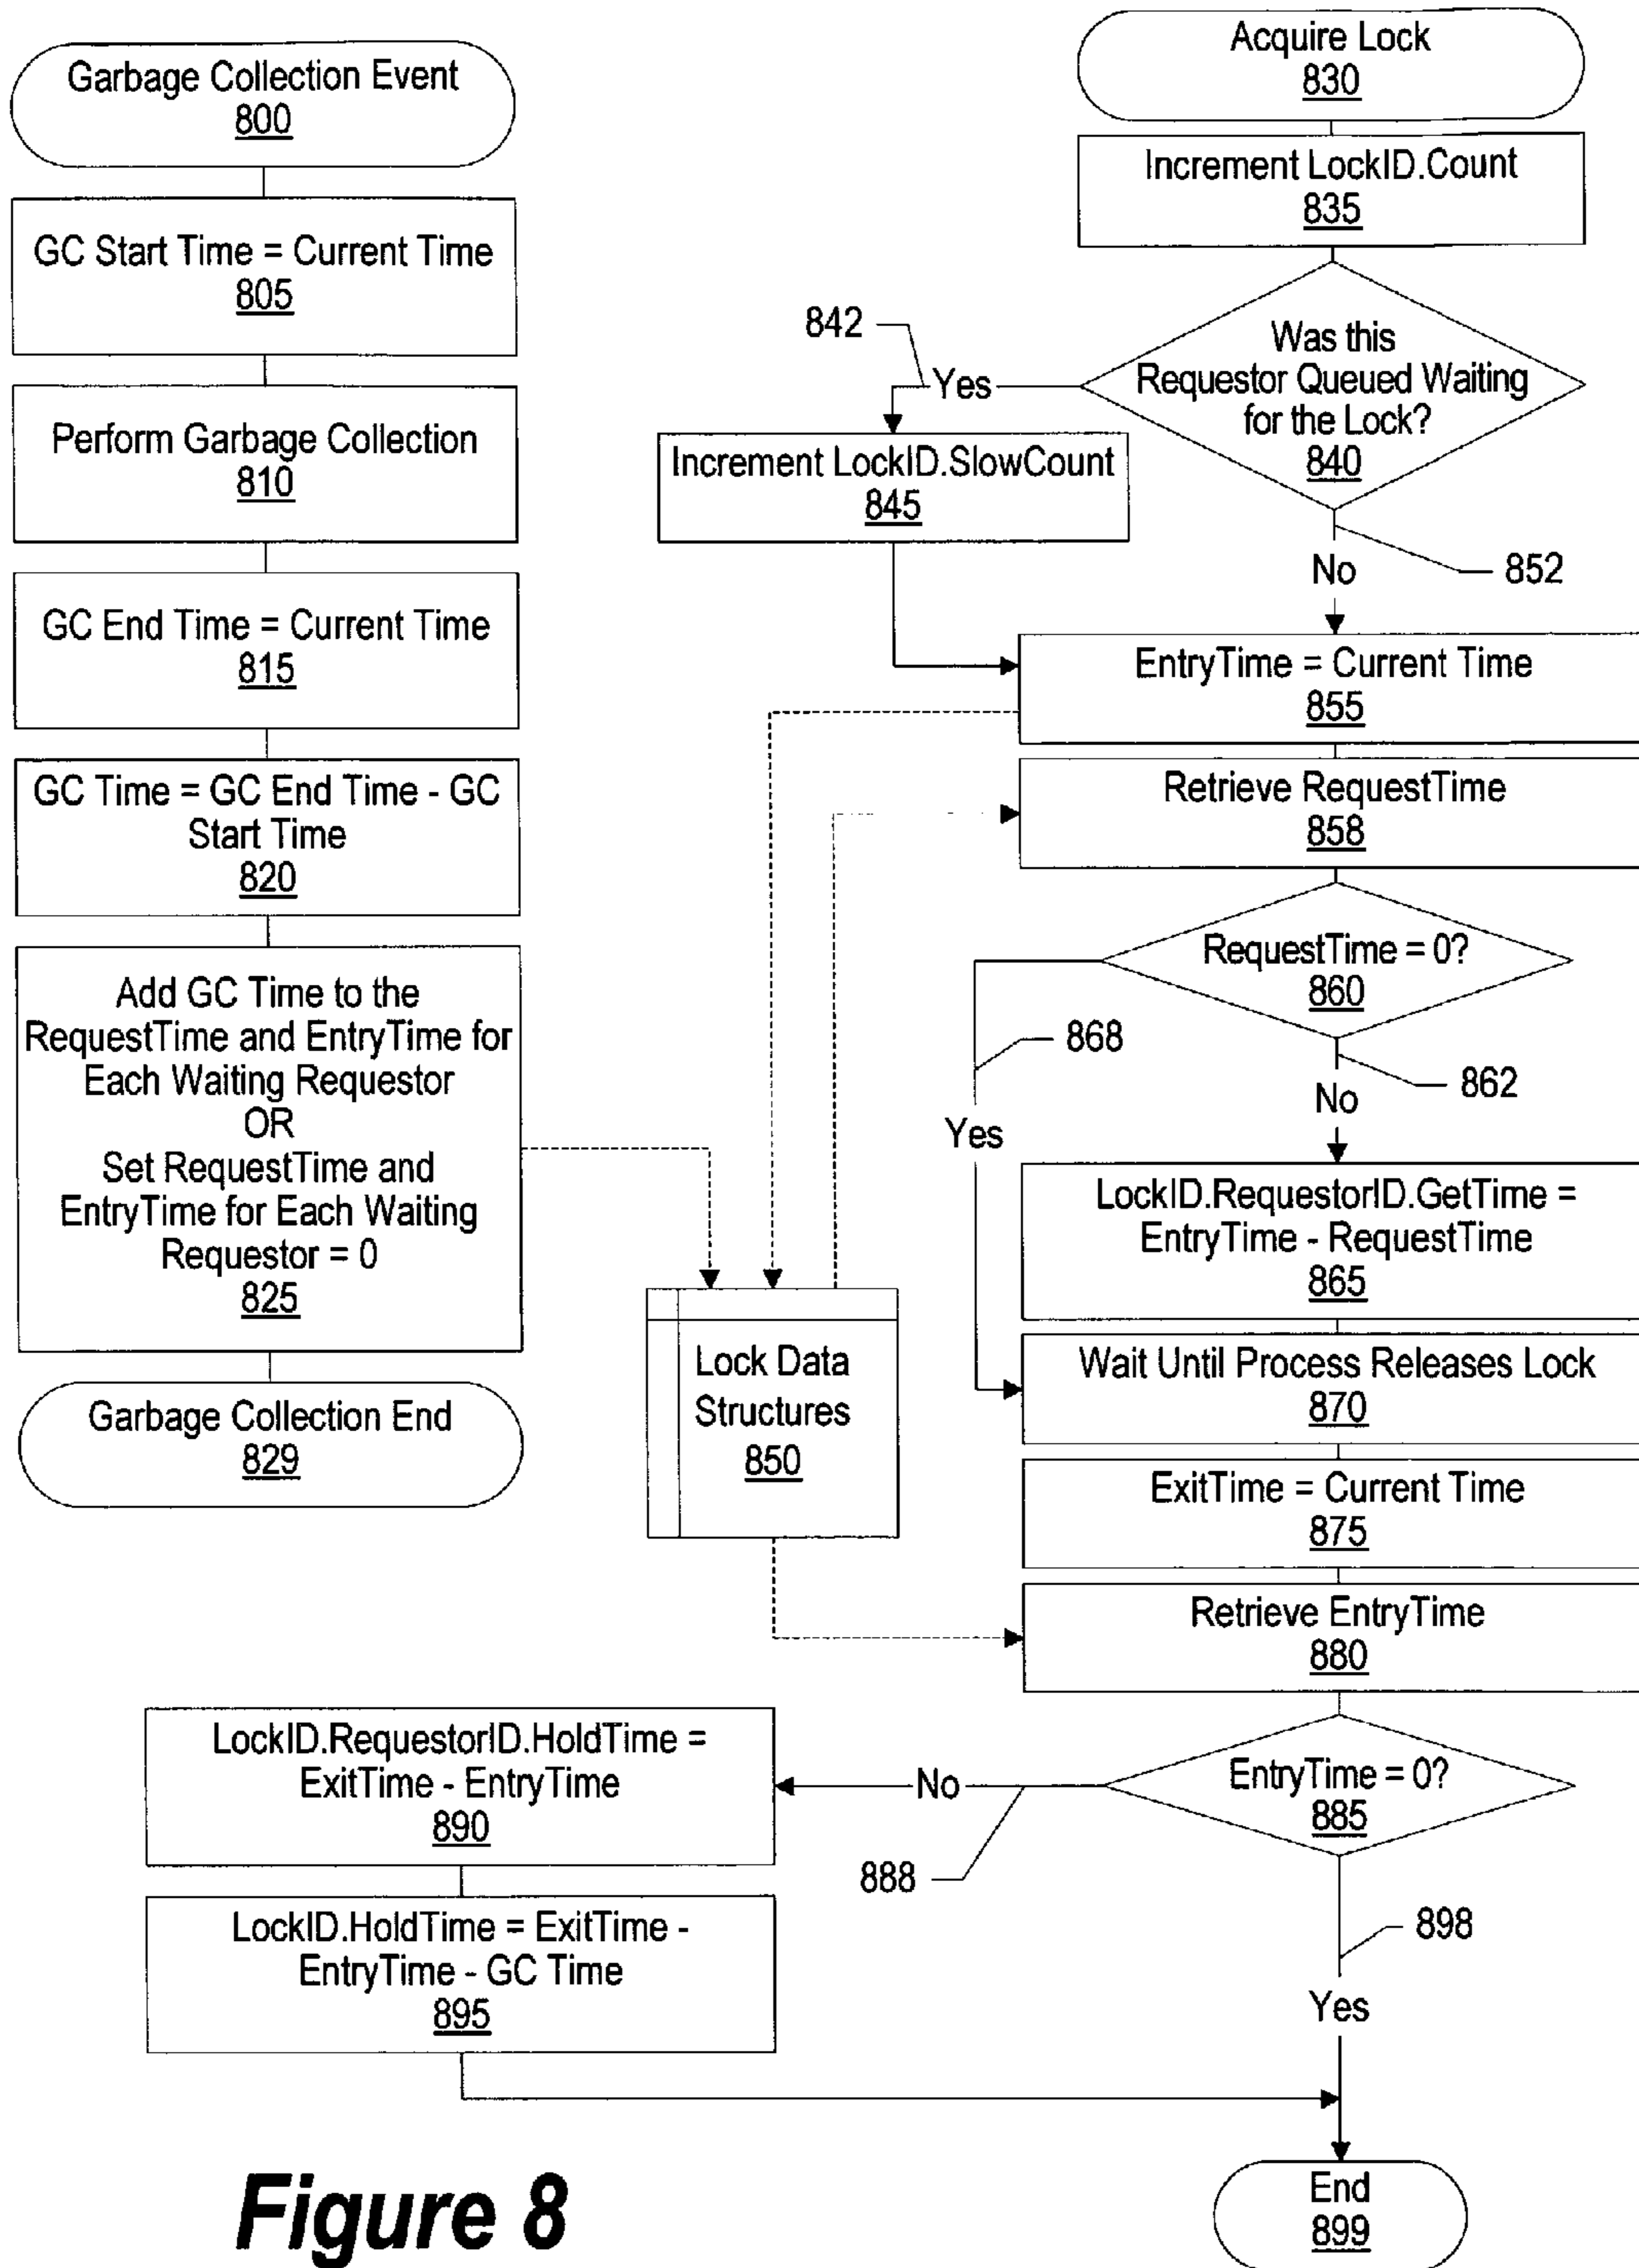 Garbage Collection Event
800
GC Start Time = Current Time
805
Perform Garbage Collection
810
GC End Time = Current Time
815
GC Time = GC End Time - GC
Start Time
820
Add GC Time to the
RequestTime and EntryTime for
Each Waiting Requestor
OR
Set RequestTime and
EntryTime for Each Waiting
Requestor = 0
825
Garbage Collection End
829
Acquire Lock
830
Increment LockID.Count
835
Was this
Requestor Queued Waiting
for the Lock?
840
842
Yes
Increment LockID.SlowCount
845
No
852
EntryTime = Current Time
855
Retrieve RequestTime
858
RequestTime = 0?
860
868
Yes
862
No
LockID.RequestorID.GetTime =
EntryTime - RequestTime
865
Lock Data
Structures
850
Wait Until Process Releases Lock
870
ExitTime = Current Time
875
Retrieve EntryTime
880
EntryTime = 0?
885
No
888
LockID.RequestorID.HoldTime =
ExitTime - EntryTime
890
LockID.HoldTime = ExitTime -
EntryTime - GC Time
895
898
Yes
End
899
Figure 8